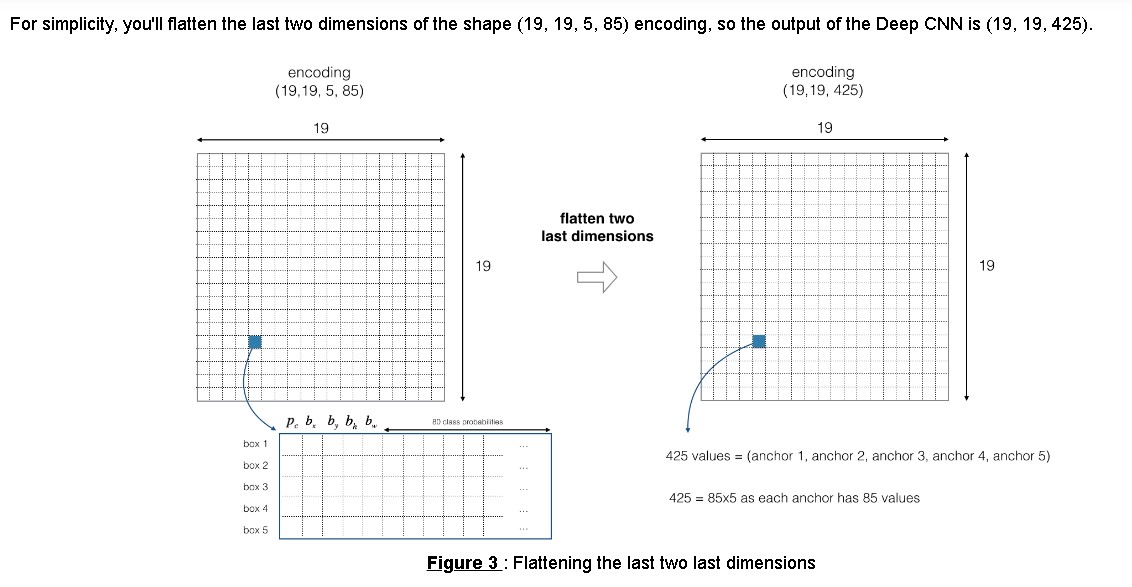 For simplicity, you'll flatten the last two dimensions of the shape (19, 19, 5, 85) encoding, so the output of the Deep CNN is (19, 19, 425).
encoding
(19,19, 5, 85)
19
19
flatten two
last dimensions
encoding
(19,19, 425)
19
19
p_c b_x b_y b_h b_w
80 class probabilities
box 1 ...
box 2 ...
box 3 ...
box 4 ...
box 5 ...
425 values = (anchor 1, anchor 2, anchor 3, anchor 4, anchor 5)
425 = 85x5 as each anchor has 85 values
Figure 3 : Flattening the last two last dimensions